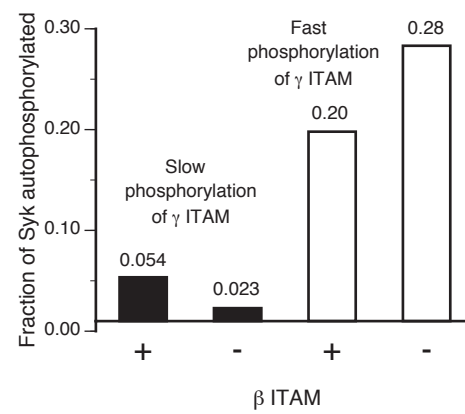 Fraction of Syk autophosphorylated
0.30
0.20
0.10
0.00
Slow
phosphorylation
of γ ITAM
Fast
phosphorylation
of γ ITAM
0.054
0.023
0.20
0.28
+ - + -
β ITAM